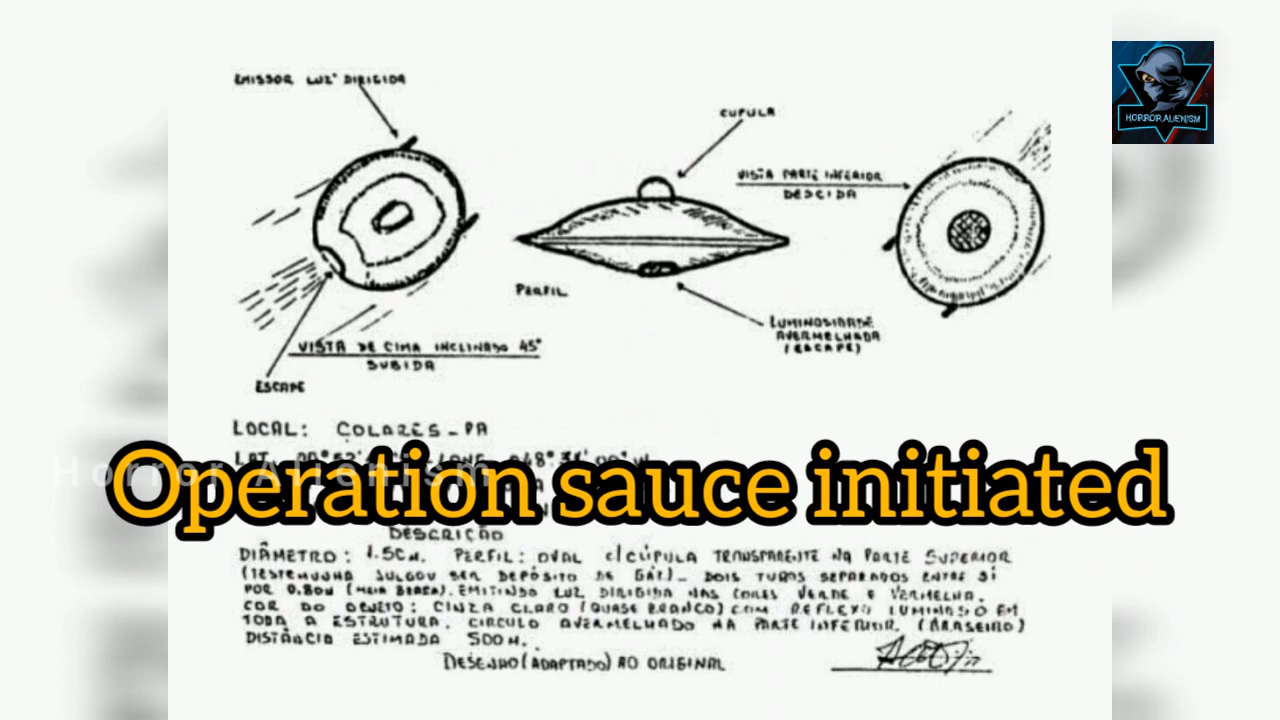 EMISSOR LUZ DIRIGIDA
CUPULA
HORROR ALIENISM
VISTA PARTE INFERIOR
DESCIDA
PERFIL
LUMINOSIDADE
AVERMELHADA
(ESCAPE)
VISTA DE CIMA INCLINADO 45°
SUBIDA
ESCAPE
LOCAL: COLARES - PA
Horror Alienism
Operation sauce initiated
DESCRIÇÃO
DIÂMETRO: 1.50M. PERFIL: OVAL C/CÚPULA TRANSPARENTE NA PARTE SUPERIOR
(TESTEMUNHA JULGOU SER DEPÓSITO DE GÁS)_ DOIS TUBOS SEPARADOS ENTRE SÍ
POR 0.80M (MEIA BRAÇA). EMITINDO LUZ DIRIGIDA NAS CORES VERDE E VERMELHA.
COR DO OBJETO: CINZA CLARO (QUASE BRANCO) COM REFLEXO LUMINOSO EM
TODA A ESTRUTURA. CIRCULO AVERMELHADO NA PARTE INFERIOR. (BRASEIRO)
DISTÂNCIA ESTIMADA 500M.
DESENHO (ADAPTADO) AO ORIGINAL